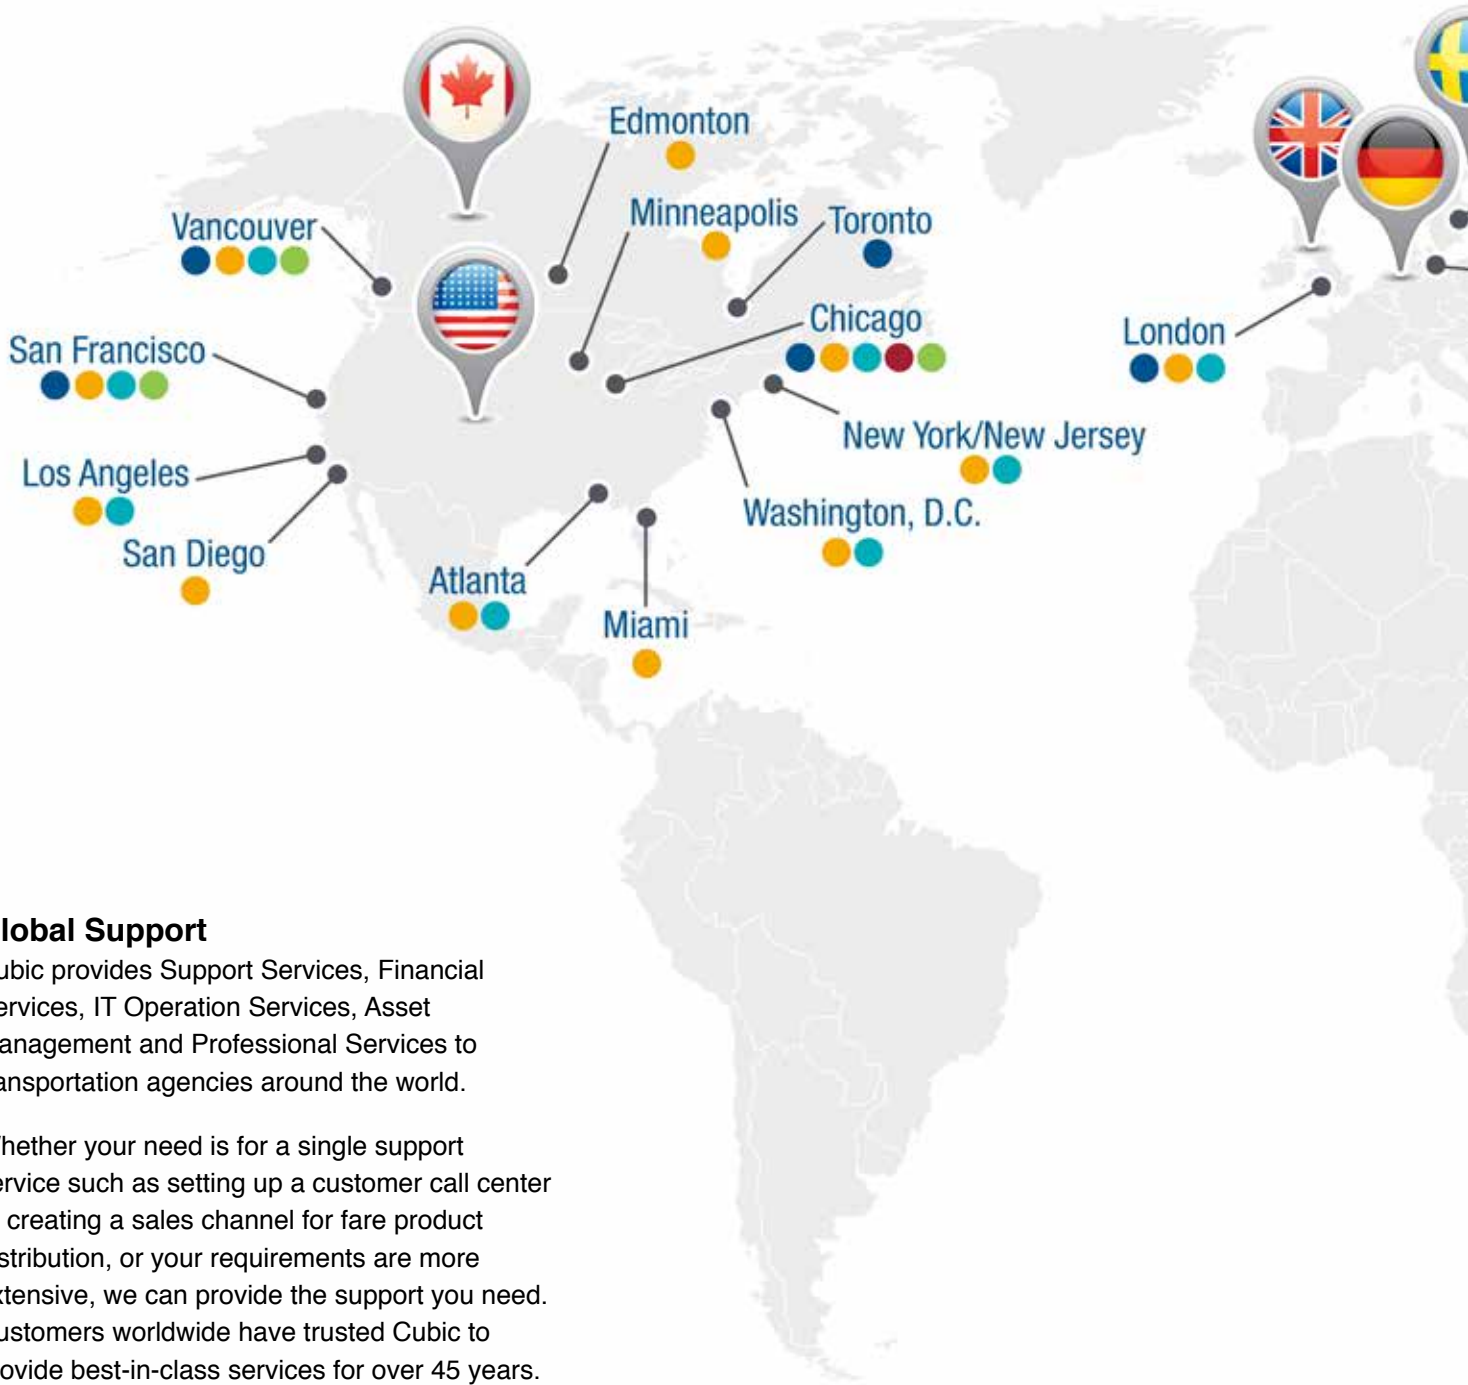 Edmonton
Minneapolis
Toronto
Vancouver
Chicago
San Francisco
London
New York/New Jersey
Los Angeles
Washington, D.C.
San Diego
Atlanta
Miami
lobal Support
ubic provides Support Services, Financial
ervices, IT Operation Services, Asset
anagement and Professional Services to
ansportation agencies around the world.
hether your need is for a single support
ervice such as setting up a customer call center
creating a sales channel for fare product
stribution, or your requirements are more
xtensive, we can provide the support you need.
ustomers worldwide have trusted Cubic to
ovide best-in-class services for over 45 years.